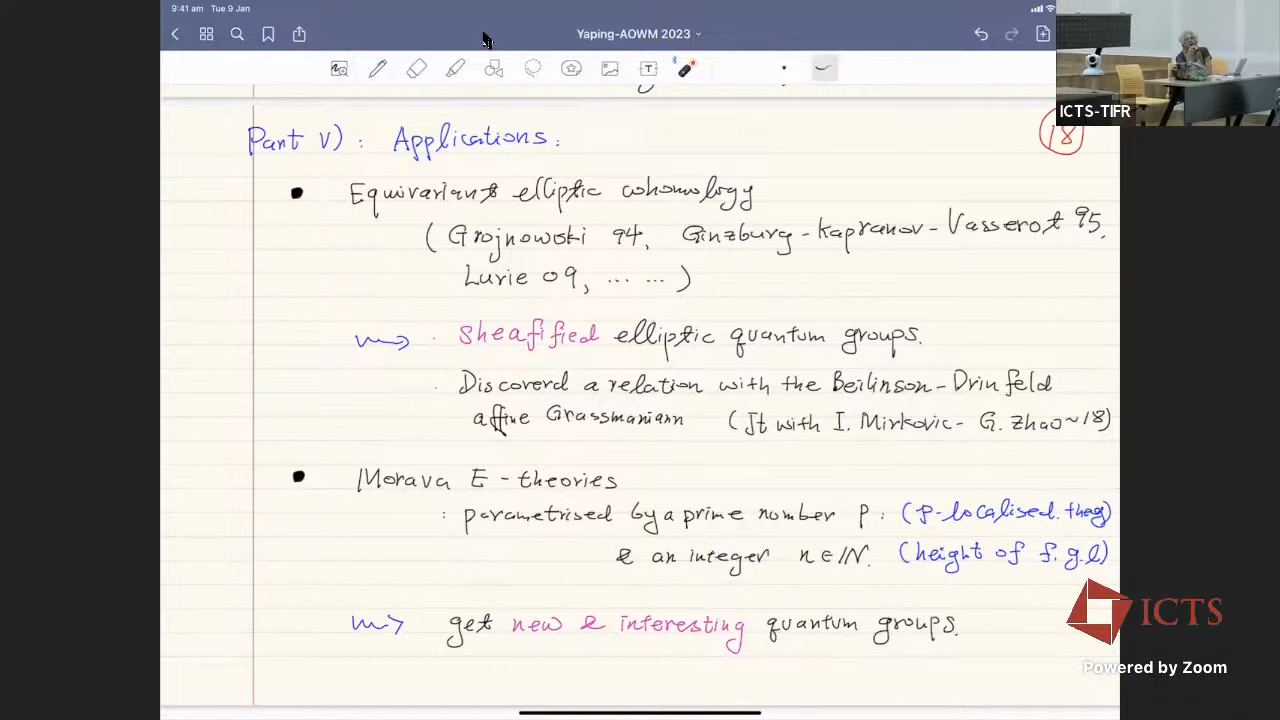 9:41 am Tue 9 Jan
Yaping-AOWM 2023
ICTS-TIFR
Part V) : Applications :
18
Equivariant elliptic cohomology
( Grojnowski 94, Ginzburg-Kapranov-Vasserot 95,
Lurie 09, ... ... )
⇝ · sheafified elliptic quantum groups.
· Discoverd a relation with the Beilinson-Drinfeld
affine Grassmaniann (Jt with I. Mirkovic - G. Zhao ~18)
Morava E-theories
: parametrised by a prime number p : (p-localised. theory)
& an integer n ∈ ℕ. (height of f.g.l)
⇝ get new & interesting quantum groups.
ICTS
Powered by Zoom